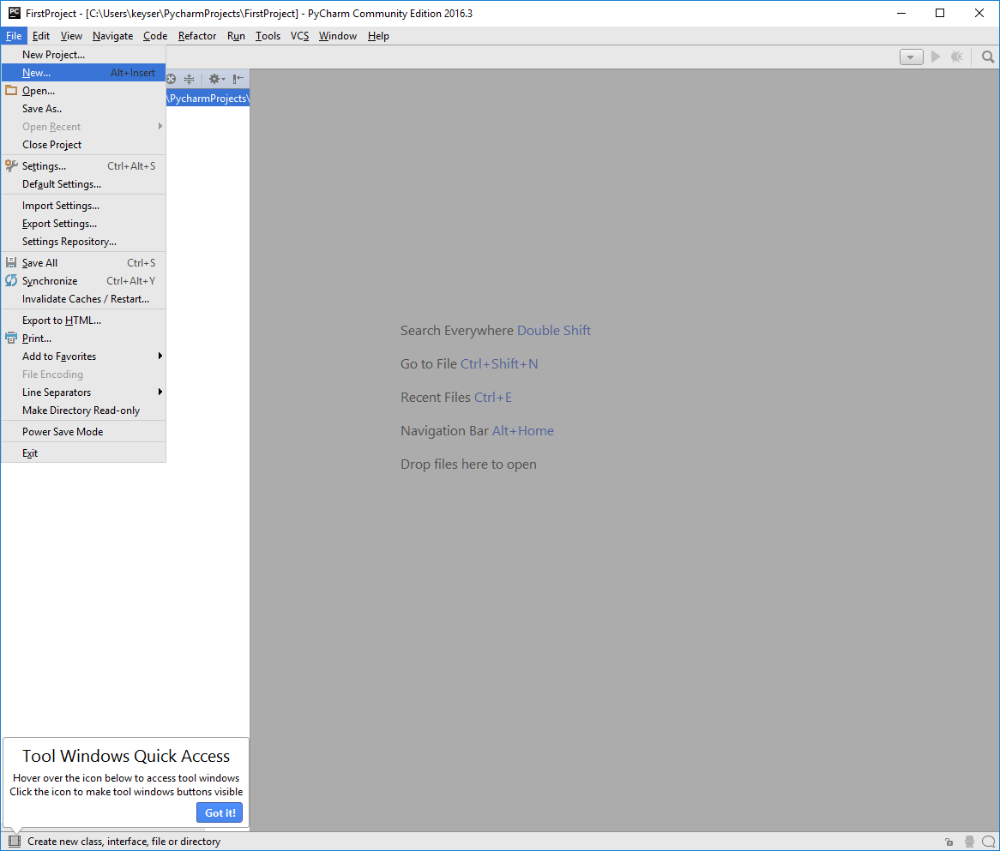 PC FirstProject - [C:\Users\keyser\PycharmProjects\FirstProject] - PyCharm Community Edition 2016.3
File Edit View Navigate Code Refactor Run Tools VCS Window Help
New Project...
New... Alt+Insert
Open...
Save As..
Open Recent
Close Project
Settings... Ctrl+Alt+S
Default Settings...
Import Settings...
Export Settings...
Settings Repository...
Save All Ctrl+S
Synchronize Ctrl+Alt+Y
Invalidate Caches / Restart...
Export to HTML...
Print...
Add to Favorites
File Encoding
Line Separators
Make Directory Read-only
Power Save Mode
Exit
\PycharmProjects\
Search Everywhere Double Shift
Go to File Ctrl+Shift+N
Recent Files Ctrl+E
Navigation Bar Alt+Home
Drop files here to open
Tool Windows Quick Access
Hover over the icon below to access tool windows
Click the icon to make tool windows buttons visible
Got it!
Create new class, interface, file or directory